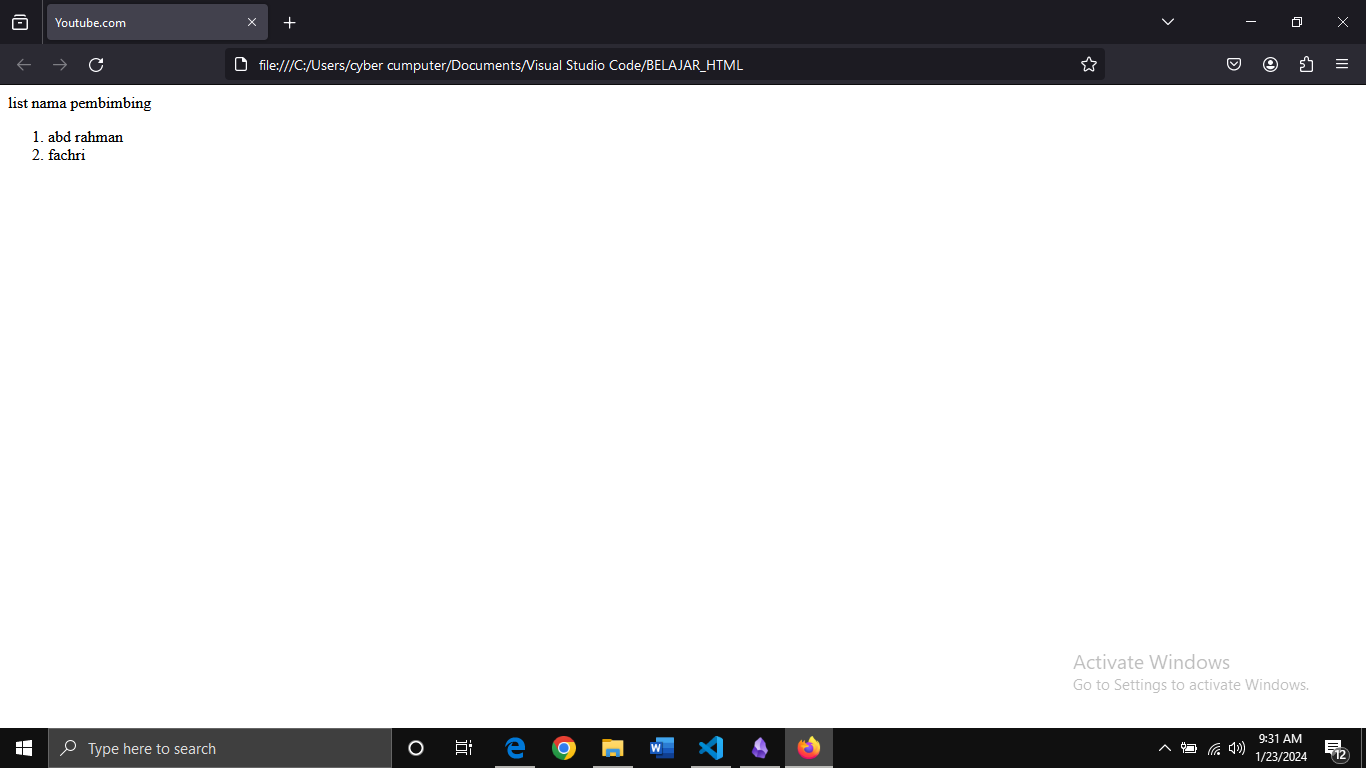 Youtube.com
file:///C:/Users/cyber cumputer/Documents/Visual Studio Code/BELAJAR_HTML
list nama pembimbing
1. abd rahman
2. fachri
Activate Windows
Go to Settings to activate Windows.
Type here to search
9:31 AM
1/23/2024
12